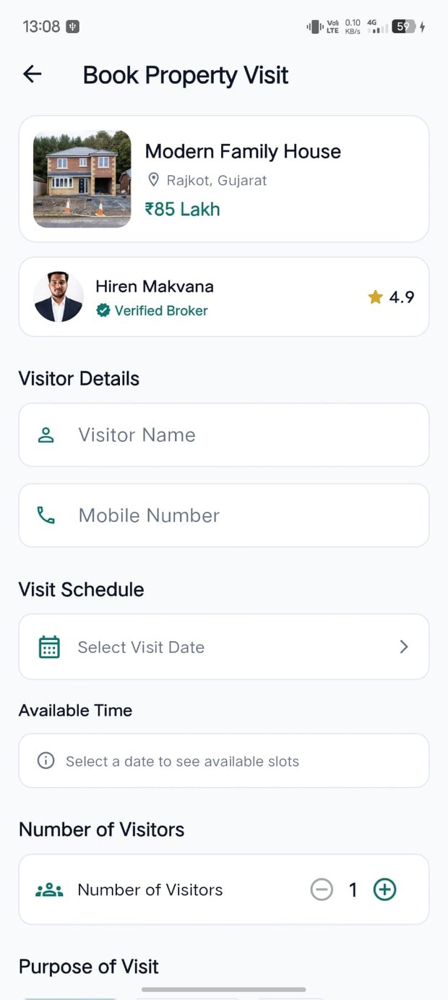 13:08
Vo)) 0.10 4G 59
LTE KB/s
Book Property Visit
Modern Family House
Rajkot, Gujarat
₹85 Lakh
Hiren Makvana
Verified Broker
4.9
Visitor Details
Visitor Name
Mobile Number
Visit Schedule
Select Visit Date
Available Time
Select a date to see available slots
Number of Visitors
Number of Visitors
1
Purpose of Visit